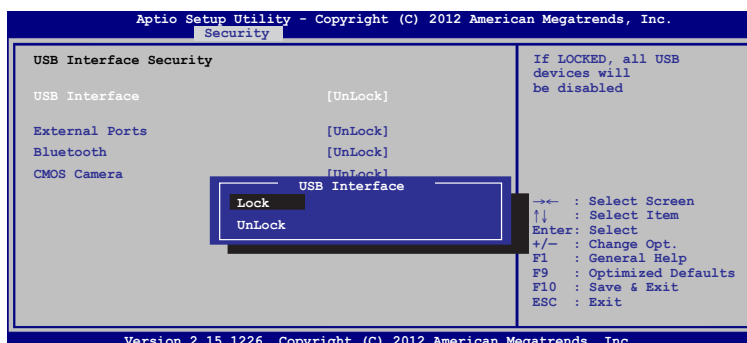 Aptio Setup Utility - Copyright (C) 2012 American Megatrends, Inc.
Security
USB Interface Security
USB Interface [UnLock]
External Ports [UnLock]
Bluetooth [UnLock]
CMOS Camera [UnLock]
USB Interface
Lock
UnLock
If LOCKED, all USB
devices will
be disabled
→← : Select Screen
↑↓ : Select Item
Enter: Select
+/— : Change Opt.
F1 : General Help
F9 : Optimized Defaults
F10 : Save & Exit
ESC : Exit
Version 2.15.1226. Copyright (C) 2012 American Megatrends, Inc.